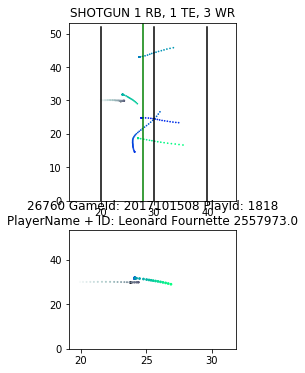 SHOTGUN 1 RB, 1 TE, 3 WR
50
40
30
20
10
0
20 30 40
26760 GameId: 2017101508 PlayId: 1818
PlayerName + ID: Leonard Fournette 2557973.0
40
20
0
20 25 30